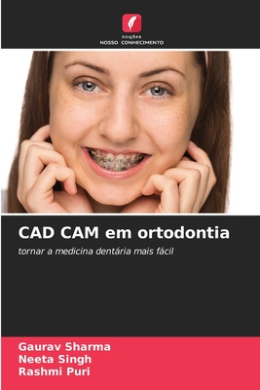 edições
NOSSO CONHECIMENTO
CAD CAM em ortodontia
tornar a medicina dentária mais fácil
Gaurav Sharma
Neeta Singh
Rashmi Puri